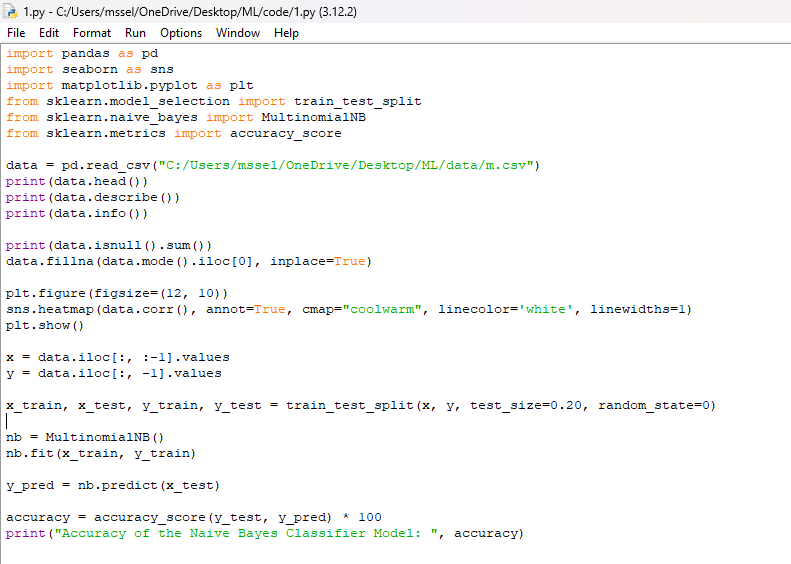 1.py - C:/Users/mssel/OneDrive/Desktop/ML/code/1.py (3.12.2)
File Edit Format Run Options Window Help
import pandas as pd
import seaborn as sns
import matplotlib.pyplot as plt
from sklearn.model_selection import train_test_split
from sklearn.naive_bayes import MultinomialNB
from sklearn.metrics import accuracy_score
data = pd.read_csv("C:/Users/mssel/OneDrive/Desktop/ML/data/m.csv")
print(data.head())
print(data.describe())
print(data.info())
print(data.isnull().sum())
data.fillna(data.mode().iloc[0], inplace=True)
plt.figure(figsize=(12, 10))
sns.heatmap(data.corr(), annot=True, cmap="coolwarm", linecolor='white', linewidths=1)
plt.show()
x = data.iloc[:, :-1].values
y = data.iloc[:, -1].values
x_train, x_test, y_train, y_test = train_test_split(x, y, test_size=0.20, random_state=0)
nb = MultinomialNB()
nb.fit(x_train, y_train)
y_pred = nb.predict(x_test)
accuracy = accuracy_score(y_test, y_pred) * 100
print("Accuracy of the Naive Bayes Classifier Model: ", accuracy)